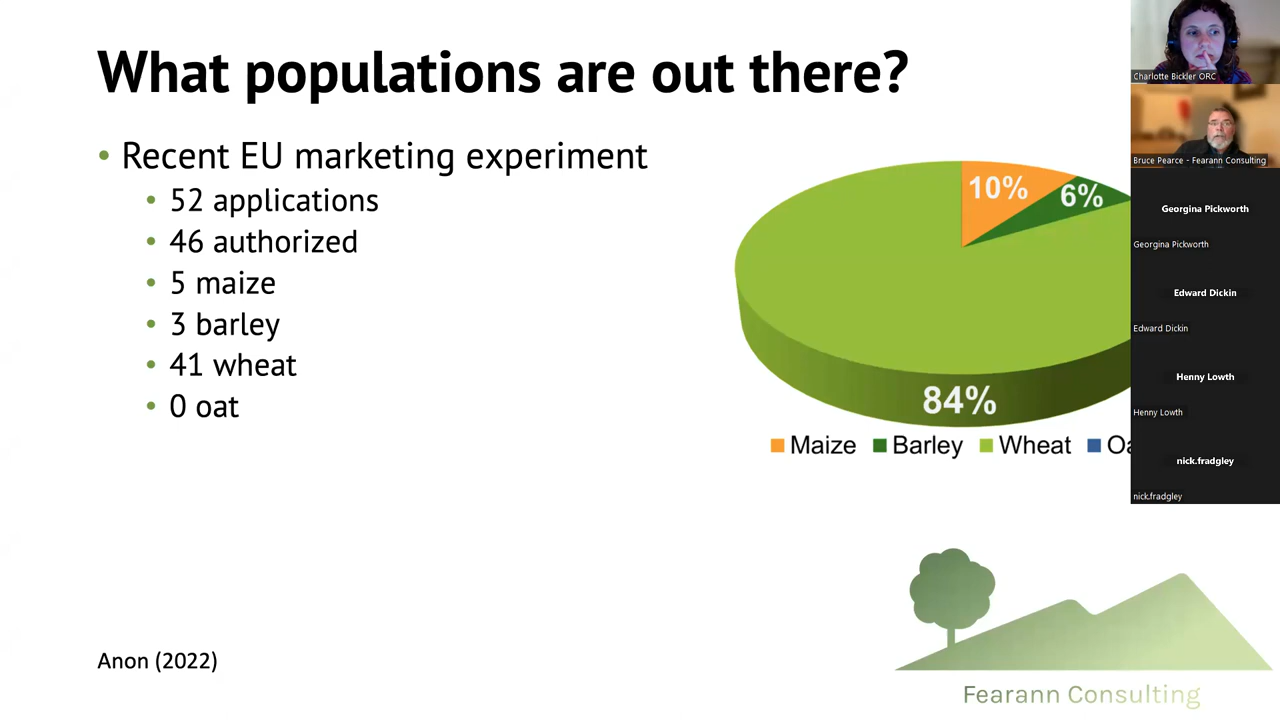 What populations are out there?
• Recent EU marketing experiment
• 52 applications
• 46 authorized
• 5 maize
• 3 barley
• 41 wheat
• 0 oat
10%
6%
84%
Maize Barley Wheat
Anon (2022)
Fearann Consulting
Charlotte Bickler ORC
Bruce Pearce - Fearann Consulting
Georgina Pickworth
Georgina Pickworth
Edward Dickin
Edward Dickin
Henny Lowth
Henny Lowth
nick.fradgley
nick.fradgley